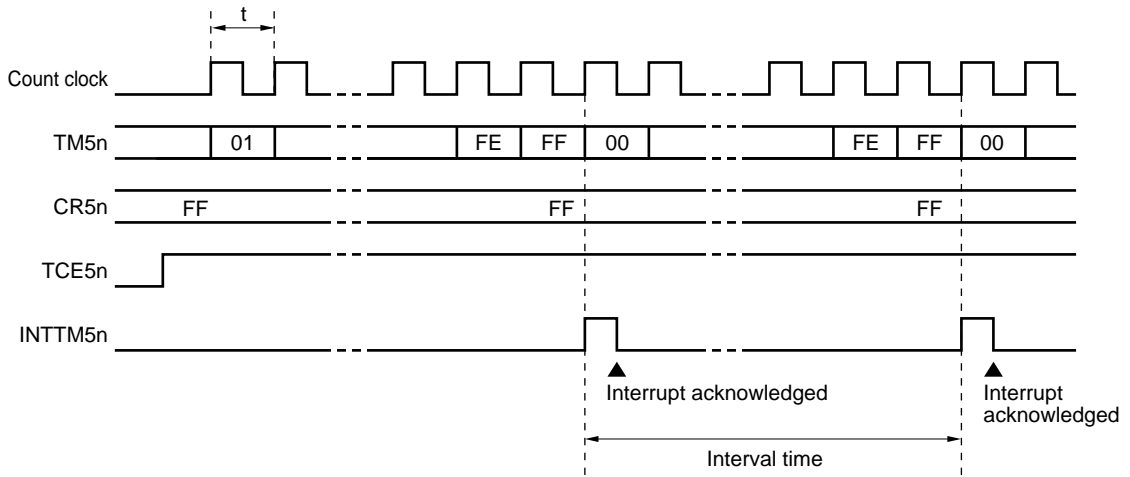 t
Count clock
TM5n 01 FE FF 00 FE FF 00
CR5n FF FF FF
TCE5n
INTTM5n
Interrupt acknowledged
Interrupt
acknowledged
Interval time